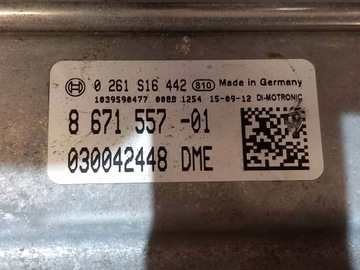 0 261 S16 442 810 Made in Germany
1039S90477 0088 1254 15-09-12 DI-MOTRONIC
8 671 557 -01
030042448 DME